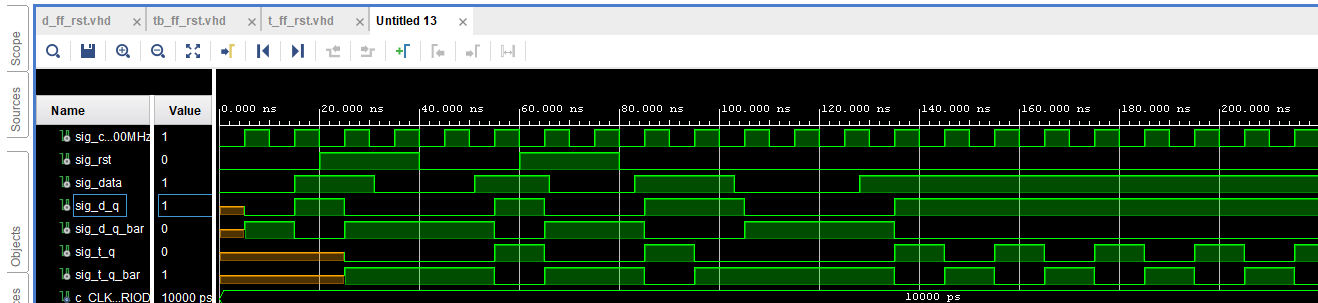 d_ff_rst.vhd × tb_ff_rst.vhd × t_ff_rst.vhd × Untitled 13 ×
Scope
Sources
Objects
Name Value
0.000 ns 20.000 ns 40.000 ns 60.000 ns 80.000 ns 100.000 ns 120.000 ns 140.000 ns 160.000 ns 180.000 ns 200.000 ns
sig_c...00MHz 1
sig_rst 0
sig_data 1
sig_d_q 1
sig_d_q_bar 0
sig_t_q 0
sig_t_q_bar 1
c_CLK...RIOD 10000 ps 10000 ps